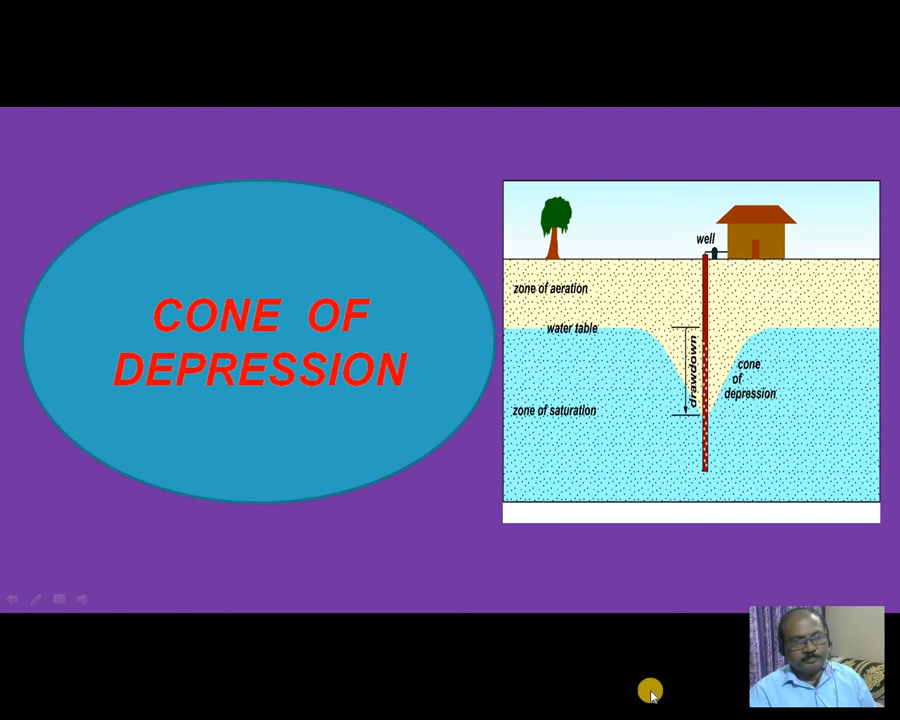 CONE OF
DEPRESSION
well
zone of aeration
water table
drawdown
cone
of
depression
zone of saturation